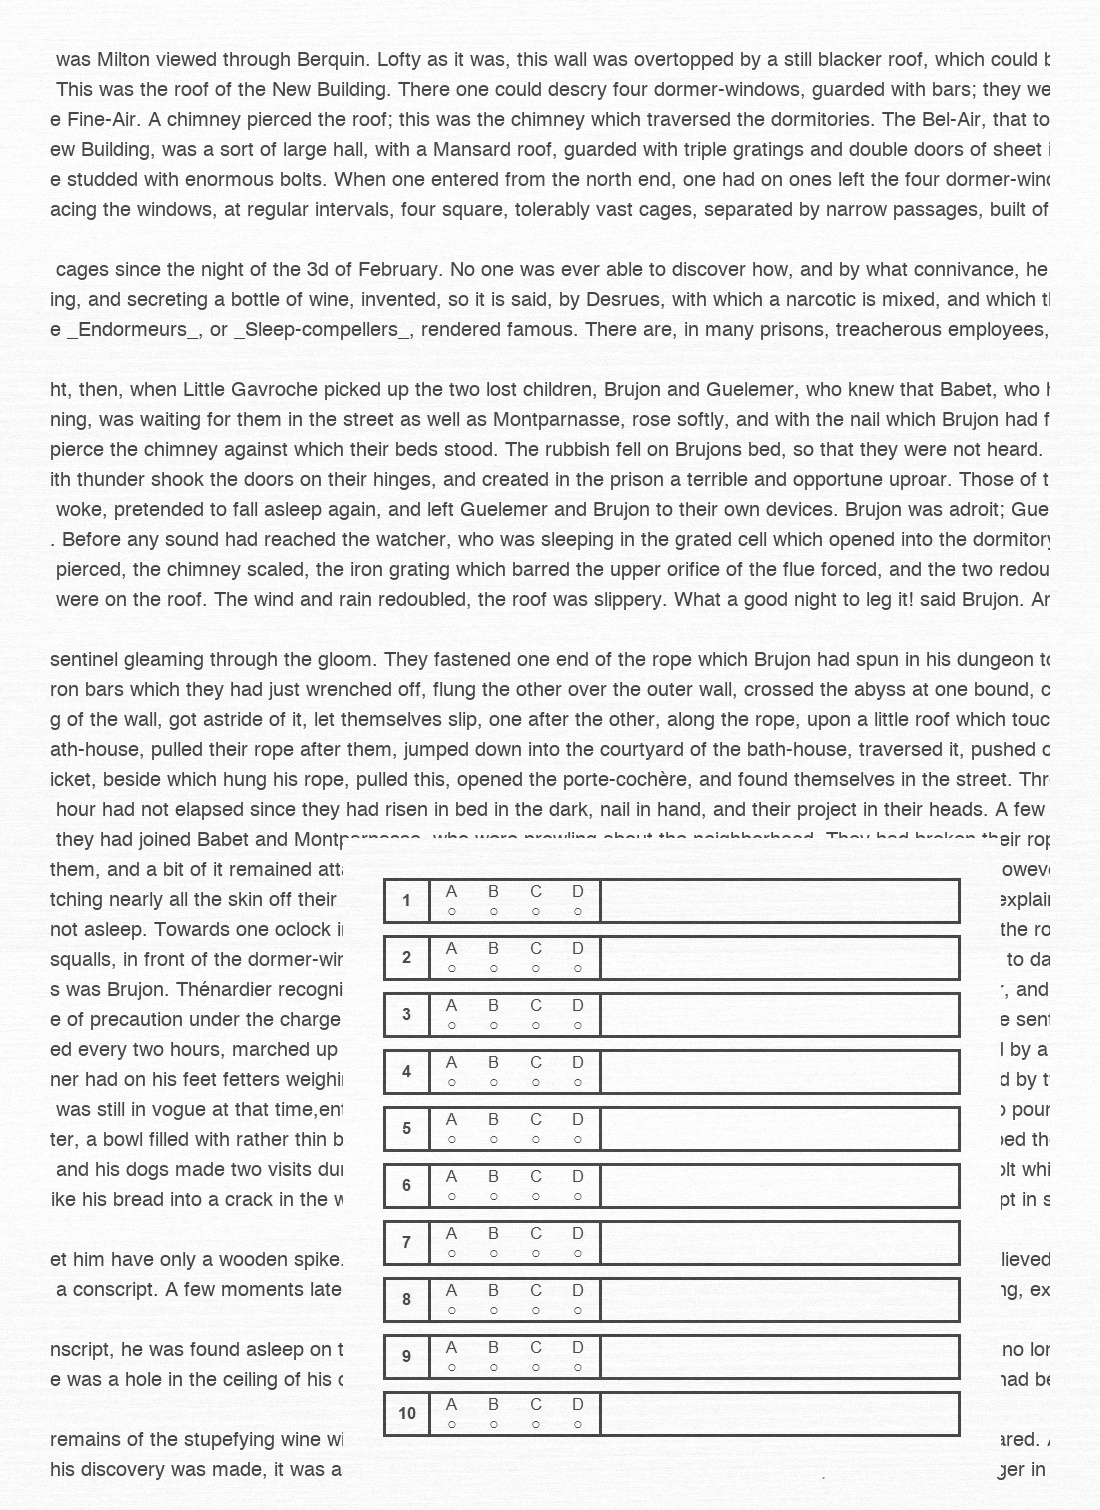 was Milton viewed through Berquin. Lofty as it was, this wall was overtopped by a still blacker roof, which could
This was the roof of the New Building. There one could descry four dormer-windows, guarded with bars; they we
e Fine-Air. A chimney pierced the roof; this was the chimney which traversed the dormitories. The Bel-Air, that to
ew Building, was a sort of large hall, with a Mansard roof, guarded with triple gratings and double doors of sheet
e studded with enormous bolts. When one entered from the north end, one had on ones left the four dormer-wind
acing the windows, at regular intervals, four square, tolerably vast cages, separated by narrow passages, built of
cages since the night of the 3d of February. No one was ever able to discover how, and by what connivance, he
ing, and secreting a bottle of wine, invented, so it is said, by Desrues, with which a narcotic is mixed, and which
e _Endormeurs_, or _Sleep-compellers_, rendered famous. There are, in many prisons, treacherous employees,
ht, then, when Little Gavroche picked up the two lost children, Brujon and Guelemer, who knew that Babet, who
ning, was waiting for them in the street as well as Montparnasse, rose softly, and with the nail which Brujon had f
pierce the chimney against which their beds stood. The rubbish fell on Brujons bed, so that they were not heard.
ith thunder shook the doors on their hinges, and created in the prison a terrible and opportune uproar. Those of t
woke, pretended to fall asleep again, and left Guelemer and Brujon to their own devices. Brujon was adroit; Gue
. Before any sound had reached the watcher, who was sleeping in the grated cell which opened into the dormitory
pierced, the chimney scaled, the iron grating which barred the upper orifice of the flue forced, and the two redou
were on the roof. The wind and rain redoubled, the roof was slippery. What a good night to leg it! said Brujon. An
sentinel gleaming through the gloom. They fastened one end of the rope which Brujon had spun in his dungeon to
ron bars which they had just wrenched off, flung the other over the outer wall, crossed the abyss at one bound, c
g of the wall, got astride of it, let themselves slip, one after the other, along the rope, upon a little roof which touc
ath-house, pulled their rope after them, jumped down into the courtyard of the bath-house, traversed it, pushed
icket, beside which hung his rope, pulled this, opened the porte-cochère, and found themselves in the street. Thr
hour had not elapsed since they had risen in bed in the dark, nail in hand, and their project in their heads. A few
they had joined Babet and Montparnasse, who were prowling about the neighborhood. They had broken their rop
them, and a bit of it remained att oweve
tching nearly all the skin off their explain
not asleep. Towards one oclock i the ro
squalls, in front of the dormer-win to da
s was Brujon. Thénardier recogni r, and
e of precaution under the charge e sent
ed every two hours, marched up by a
ner had on his feet fetters weighi d by t
was still in vogue at that time,ent pour
ter, a bowl filled with rather thin b bed the
and his dogs made two visits dur olt whi
ike his bread into a crack in the w pt in s
et him have only a wooden spike. lieved
a conscript. A few moments late ng, ex
nscript, he was found asleep on t no lon
e was a hole in the ceiling of his c had be
remains of the stupefying wine wi ared.
his discovery was made, it was a ger in
1 A B C D
2 A B C D
3 A B C D
4 A B C D
5 A B C D
6 A B C D
7 A B C D
8 A B C D
9 A B C D
10 A B C D